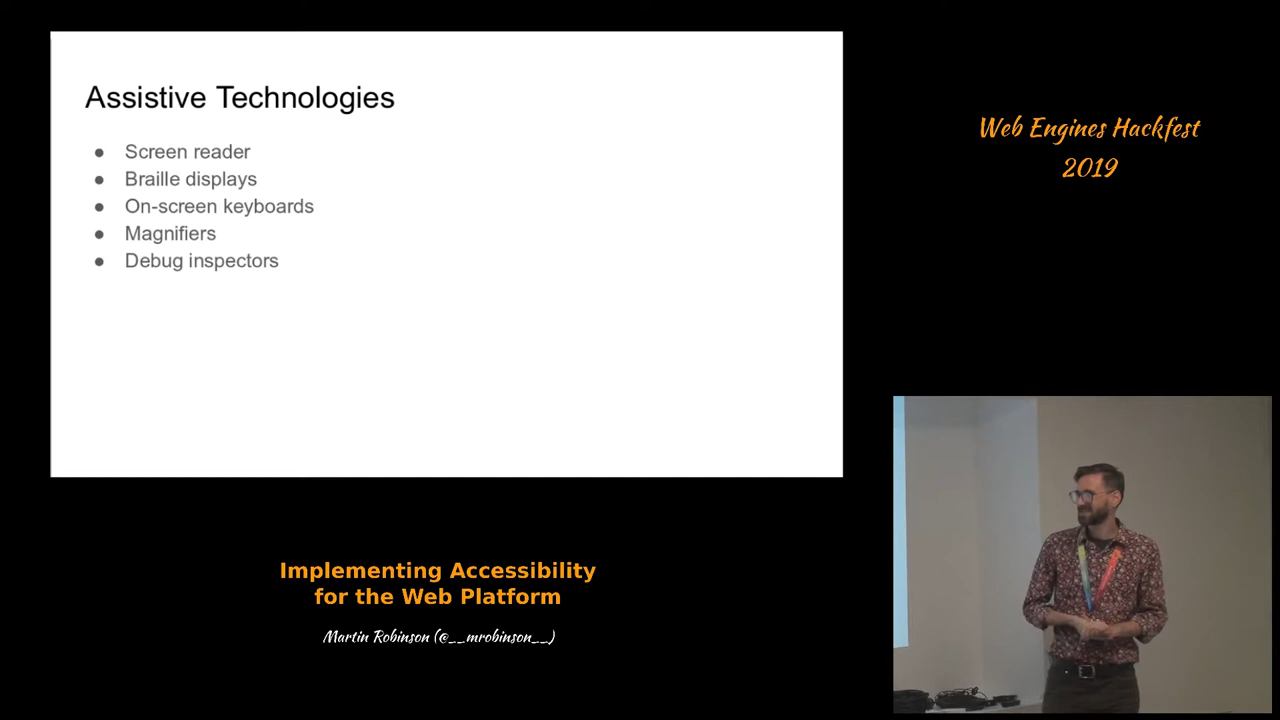 Assistive Technologies
● Screen reader
● Braille displays
● On-screen keyboards
● Magnifiers
● Debug inspectors
Web Engines Hackfest
2019
Implementing Accessibility
for the Web Platform
Martin Robinson (@__mrobinson__)